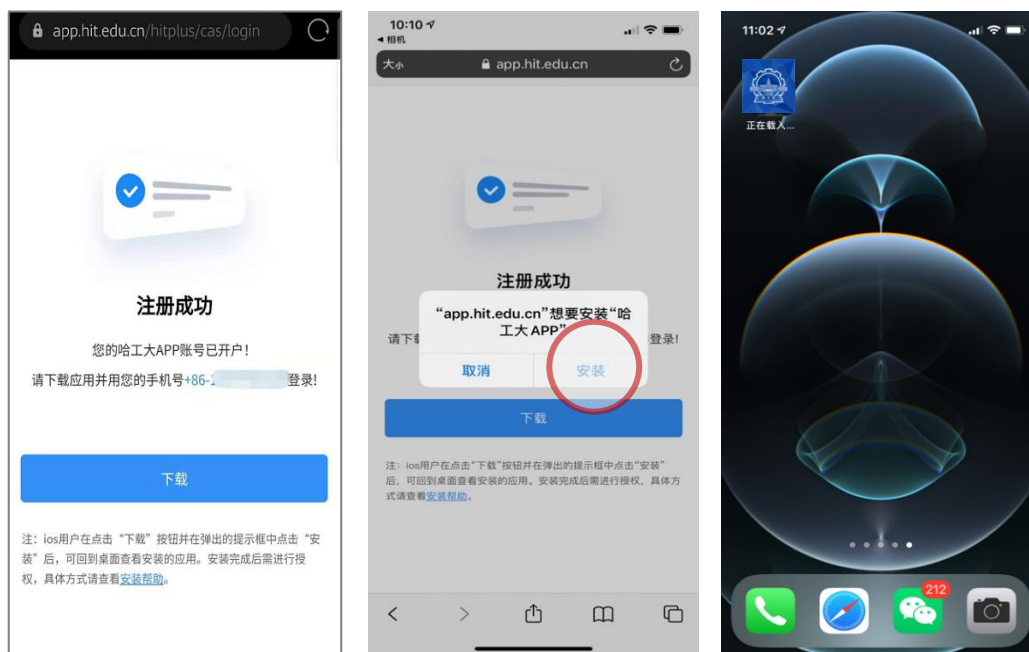 app.hit.edu.cn/hitplus/cas/login
注册成功
您的哈工大APP账号已开户！
请下载应用并用您的手机号+86-1 登录!
下载
注：ios用户在点击“下载”按钮并在弹出的提示框中点击“安
装”后，可回到桌面查看安装的应用。安装完成后需进行授
权，具体方式请查看安装帮助。
10:10
◀ 相机
大小 app.hit.edu.cn
注册成功
“app.hit.edu.cn”想要安装“哈
工大 APP”
请下 登录!
取消 安装
下载
注：ios用户在点击“下载”按钮并在弹出的提示框中点击“安装”
后，可回到桌面查看安装的应用。安装完成后需进行授权，具体方
式请查看安装帮助。
11:02
正在载入...
212